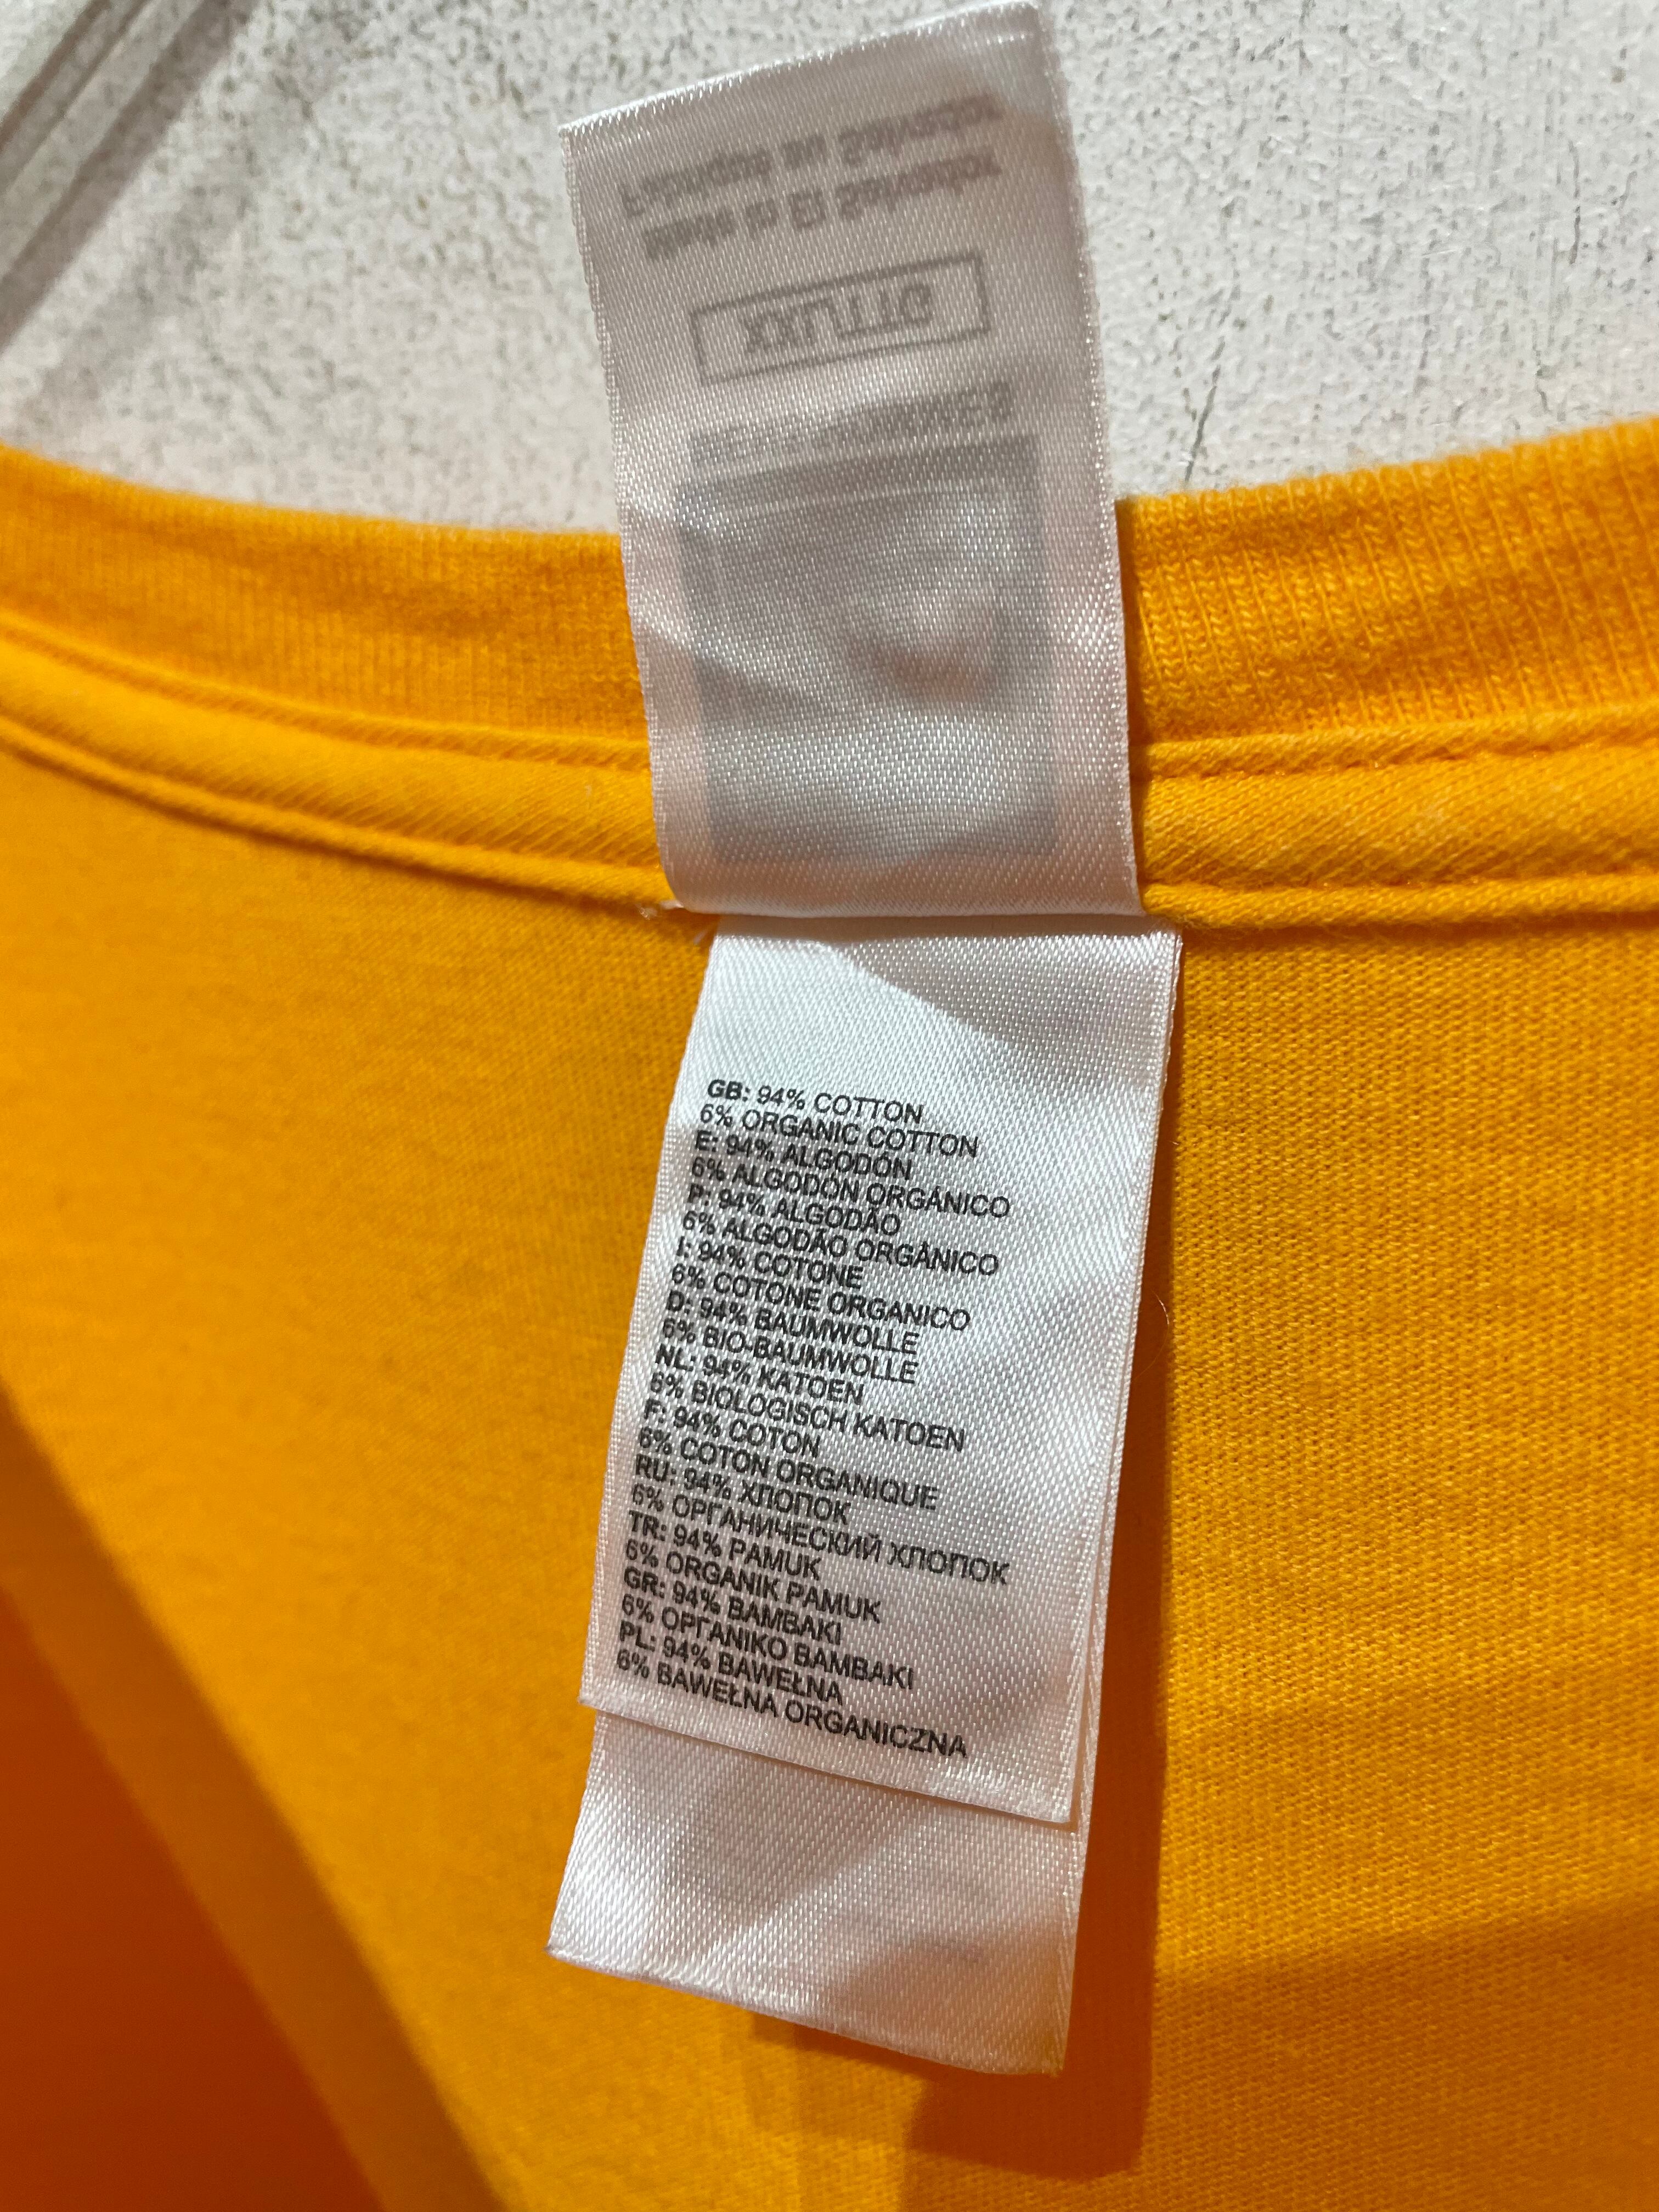 GB: 94% COTTON
6% ORGANIC COTTON
E: 94% ALGODÓN
6% ALGODÓN ORGÁNICO
P: 94% ALGODÃO
6% ALGODÃO ORGÂNICO
I: 94% COTONE
6% COTONE ORGANICO
D: 94% BAUMWOLLE
6% BIO-BAUMWOLLE
NL: 94% KATOEN
6% BIOLOGISCH KATOEN
F: 94% COTON
6% COTON ORGANIQUE
RU: 94% ХЛОПОК
6% ОРГАНИЧЕСКИЙ ХЛОПОК
TR: 94% PAMUK
6% ORGANIK PAMUK
GR: 94% ΒΑΜΒΑΚΙ
6% ΟΡΓΑΝΙΚΟ ΒΑΜΒΑΚΙ
PL: 94% BAWEŁNA
6% BAWEŁNA ORGANICZNA